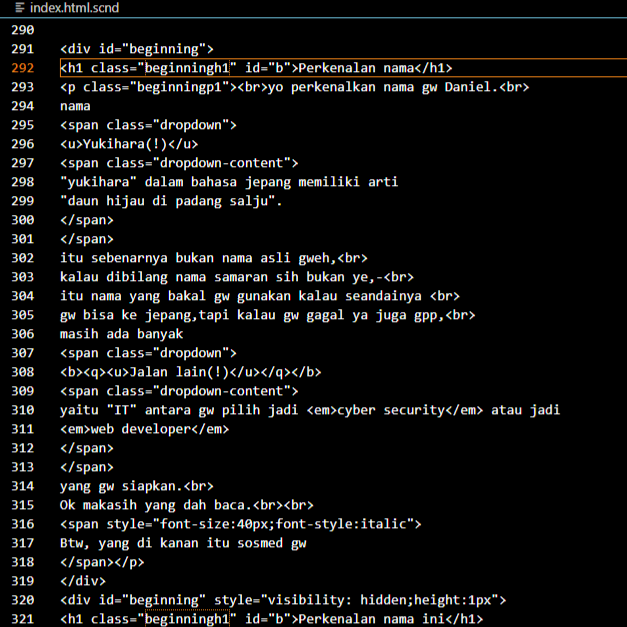 index.html.scnd
290
291 <div id="beginning">
292 <h1 class="beginningh1" id="b">Perkenalan nama</h1>
293 <p class="beginningp1"><br>yo perkenalkan nama gw Daniel.<br>
294 nama
295 <span class="dropdown">
296 <u>Yukihara(!)</u>
297 <span class="dropdown-content">
298 "yukihara" dalam bahasa jepang memiliki arti
299 "daun hijau di padang salju".
300 </span>
301 </span>
302 itu sebenarnya bukan nama asli gweh,<br>
303 kalau dibilang nama samaran sih bukan ye,-<br>
304 itu nama yang bakal gw gunakan kalau seandainya <br>
305 gw bisa ke jepang,tapi kalau gw gagal ya juga gpp,<br>
306 masih ada banyak
307 <span class="dropdown">
308 <b><q><u>Jalan lain(!)</u></q></b>
309 <span class="dropdown-content">
310 yaitu "IT" antara gw pilih jadi <em>cyber security</em> atau jadi
311 <em>web developer</em>
312 </span>
313 </span>
314 yang gw siapkan.<br>
315 Ok makasih yang dah baca.<br><br>
316 <span style="font-size:40px;font-style:italic">
317 Btw, yang di kanan itu sosmed gw
318 </span></p>
319 </div>
320 <div id="beginning" style="visibility: hidden;height:1px">
321 <h1 class="beginningh1" id="b">Perkenalan nama ini</h1>